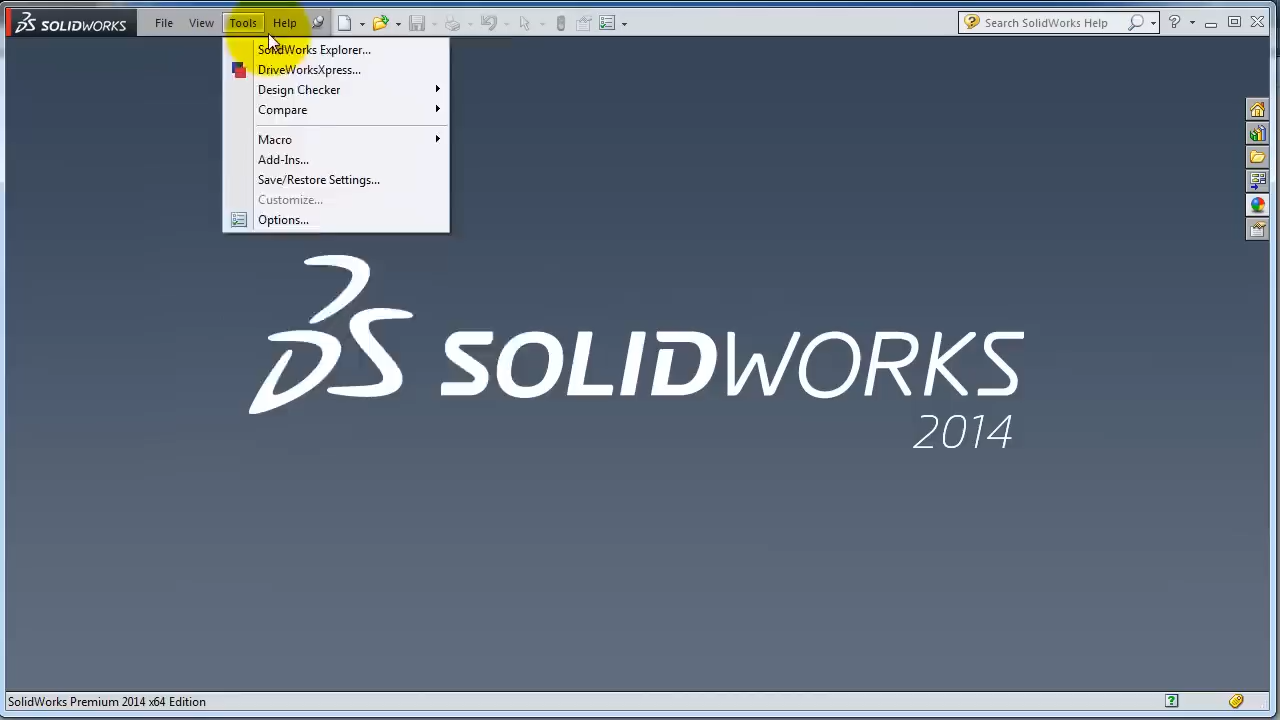 SOLIDWORKS File View Tools Help Search SolidWorks Help ?
SolidWorks Explorer...
DriveWorksXpress...
Design Checker
Compare
Macro
Add-Ins...
Save/Restore Settings...
Customize...
Options...
SOLIDWORKS
2014
SolidWorks Premium 2014 x64 Edition ?